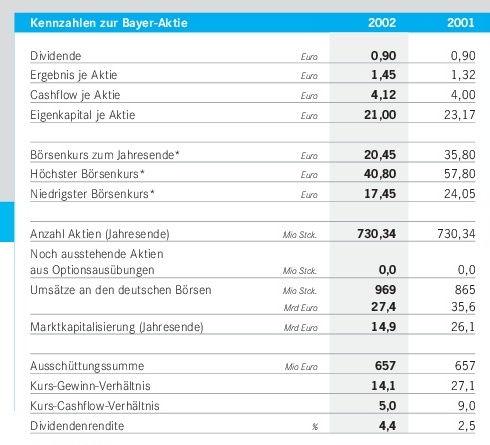 Kennzahlen zur Bayer-Aktie 2002 2001
Dividende Euro 0,90 0,90
Ergebnis je Aktie Euro 1,45 1,32
Cashflow je Aktie Euro 4,12 4,00
Eigenkapital je Aktie Euro 21,00 23,17
Börsenkurs zum Jahresende* Euro 20,45 35,80
Höchster Börsenkurs* Euro 40,80 57,80
Niedrigster Börsenkurs* Euro 17,45 24,05
Anzahl Aktien (Jahresende) Mio Stck. 730,34 730,34
Noch ausstehende Aktien
aus Optionsausübungen Mio Stck. 0,0 0,0
Umsätze an den deutschen Börsen Mio Stck. 969 865
Mrd Euro 27,4 35,6
Marktkapitalisierung (Jahresende) Mrd Euro 14,9 26,1
Ausschüttungssumme Mio Euro 657 657
Kurs-Gewinn-Verhältnis 14,1 27,1
Kurs-Cashflow-Verhältnis 5,0 9,0
Dividendenrendite % 4,4 2,5